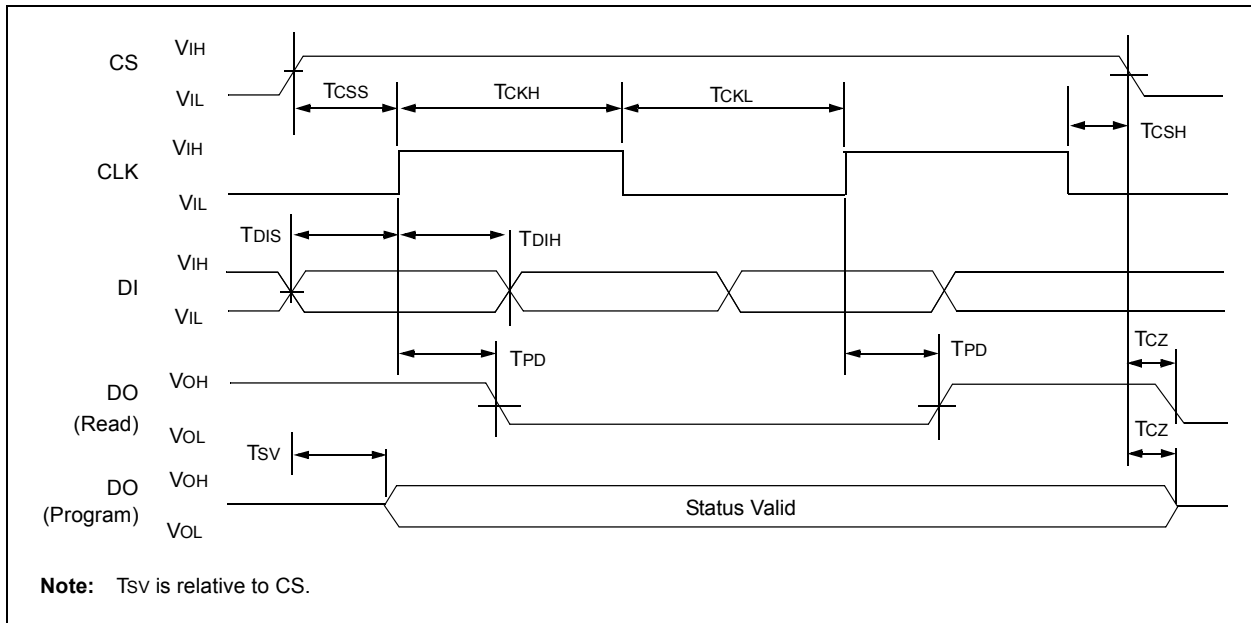 CS
VIH
VIL
TCSS
TCKH
TCKL
TCSH
CLK
VIH
VIL
TDIS
TDIH
DI
VIH
VIL
TPD
TPD
TCZ
DO
(Read)
VOH
VOL
TCZ
TSV
DO
(Program)
VOH
VOL
Status Valid
Note: TSV is relative to CS.